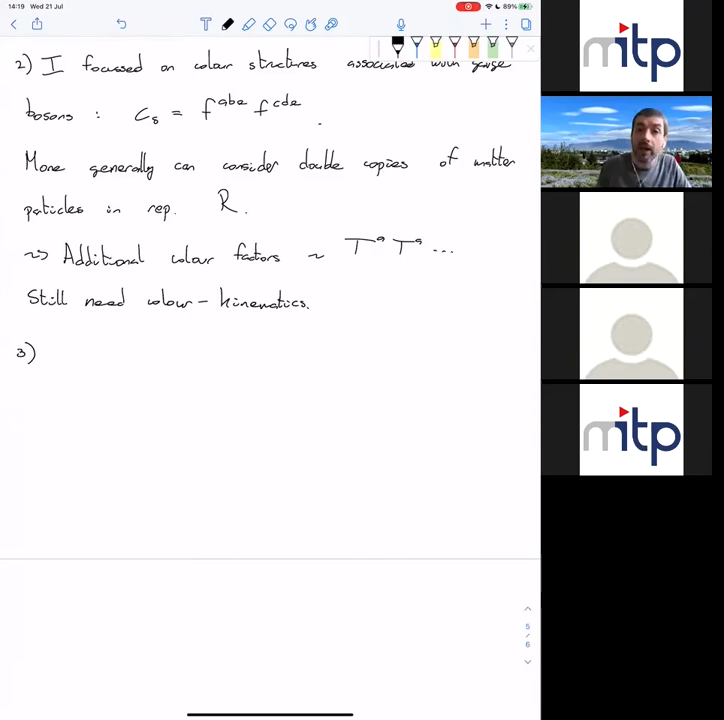 14:19 Wed 21 Jul
89%
2) I focussed on colour structures associated with gauge
bosons : C_s = f^{abe} f^{cde} .
More generally can consider double copies of matter
particles in rep. R.
~> Additional colour factors ~ T^a T^a ...
Still need colour-kinematics.
3)
5
/
6
mitp
mitp